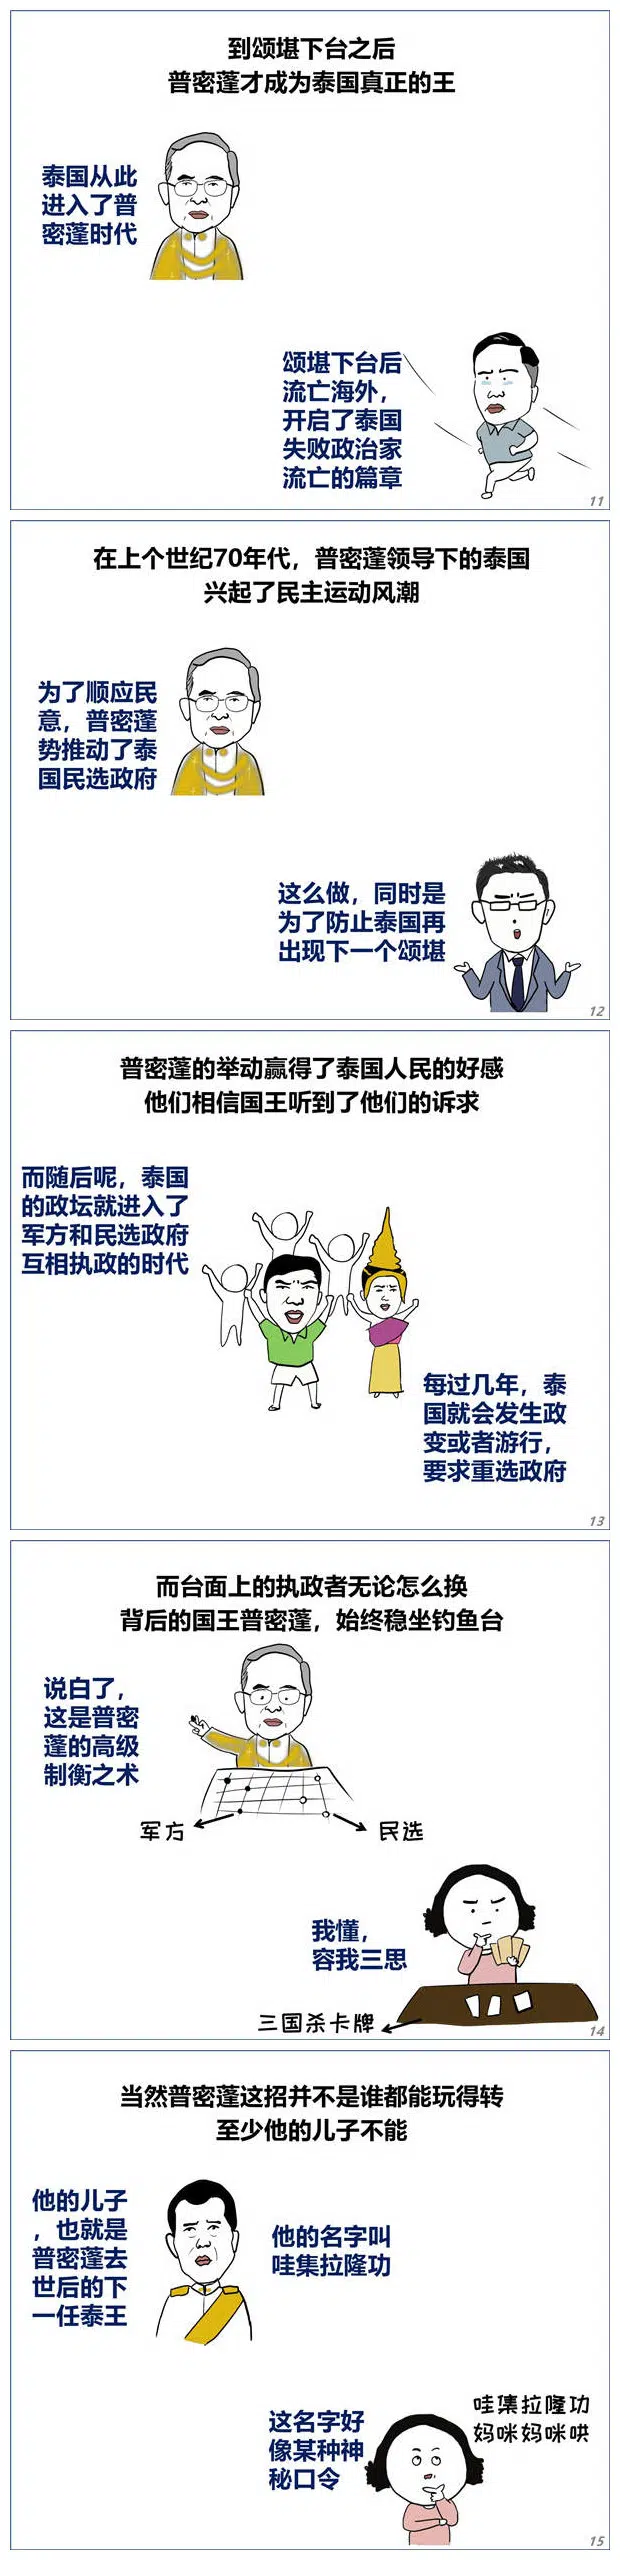 到颂堪下台之后
普密蓬才成为泰国真正的王
泰国从此
进入了普
密蓬时代
颂堪下台后
流亡海外，
开启了泰国
失败政治家
流亡的篇章
11
在上个世纪70年代，普密蓬领导下的泰国
兴起了民主运动风潮
为了顺应民
意，普密蓬
势推动了泰
国民选政府
这么做，同时是
为了防止泰国再
出现下一个颂堪
12
普密蓬的举动赢得了泰国人民的好感
他们相信国王听到了他们的诉求
而随后呢，泰国
的政坛就进入了
军方和民选政府
互相执政的时代
每过几年，泰
国就会发生政
变或者游行，
要求重选政府
13
而台面上的执政者无论怎么换
背后的国王普密蓬，始终稳坐钓鱼台
说白了，
这是普密
蓬的高级
制衡之术
军方
民选
我懂，
容我三思
三国杀卡牌
14
当然普密蓬这招并不是谁都能玩得转
至少他的儿子不能
他的儿子
，也就是
普密蓬去
世后的下
一任泰王
他的名字叫
哇集拉隆功
这名字好
像某种神
秘口令
哇集拉隆功
妈咪妈咪哄
15